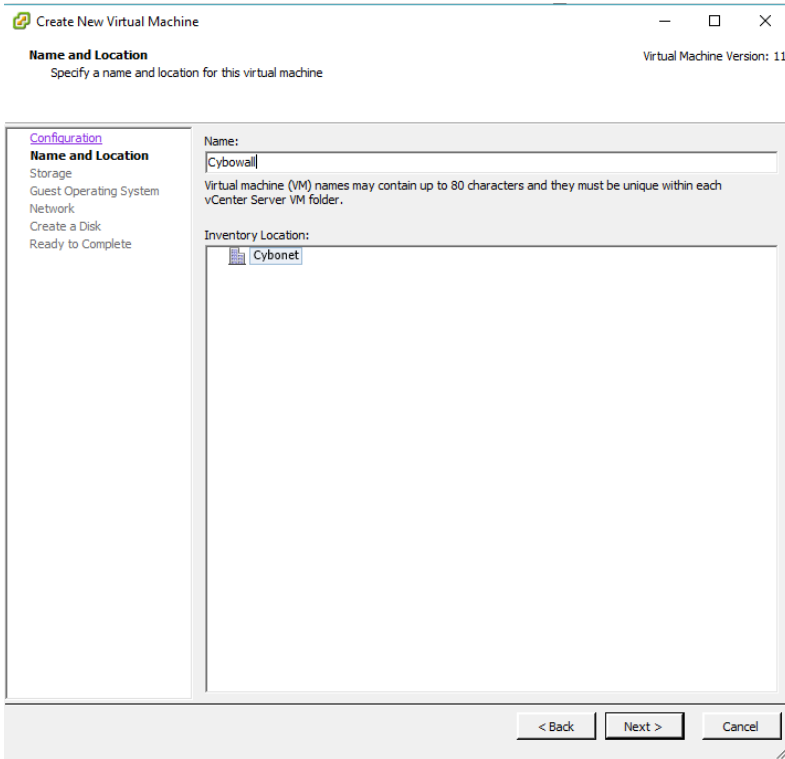 Create New Virtual Machine
Name and Location
Virtual Machine Version: 11
Specify a name and location for this virtual machine
Configuration
Name and Location
Storage
Guest Operating System
Network
Create a Disk
Ready to Complete
Name:
Cybowall
Virtual machine (VM) names may contain up to 80 characters and they must be unique within each
vCenter Server VM folder.
Inventory Location:
Cybonet
< Back
Next >
Cancel